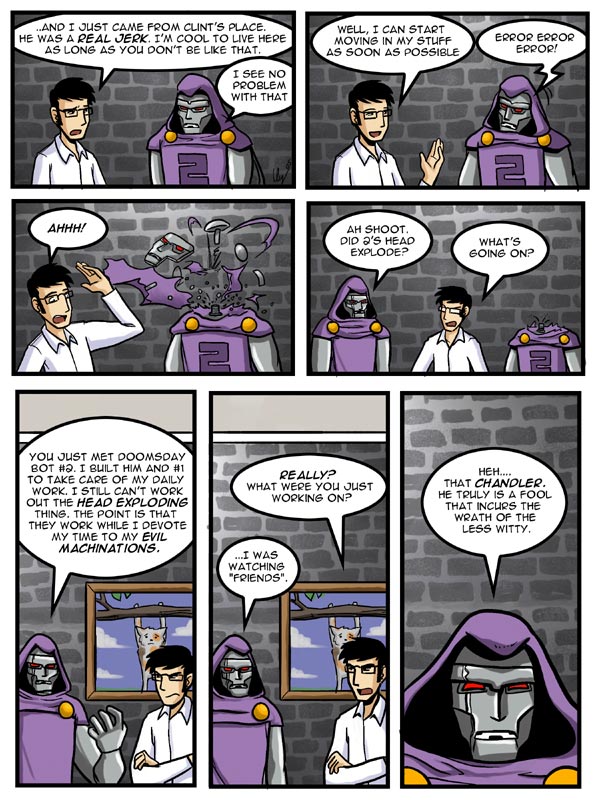 ..AND I JUST CAME FROM CLINT'S PLACE.
HE WAS A REAL JERK. I'M COOL TO LIVE HERE
AS LONG AS YOU DON'T BE LIKE THAT.
I SEE NO
PROBLEM
WITH THAT
2
WELL, I CAN START
MOVING IN MY STUFF
AS SOON AS POSSIBLE
ERROR ERROR
ERROR!
2
AHHH!
2
AH SHOOT.
DID 2'S HEAD
EXPLODE?
WHAT'S
GOING ON?
YOU JUST MET DOOMSDAY
BOT #2. I BUILT HIM AND #1
TO TAKE CARE OF MY DAILY
WORK. I STILL CAN'T WORK
OUT THE HEAD EXPLODING
THING. THE POINT IS THAT
THEY WORK WHILE I DEVOTE
MY TIME TO MY EVIL
MACHINATIONS.
REALLY?
WHAT WERE YOU JUST
WORKING ON?
...I WAS
WATCHING
"FRIENDS".
HEH....
THAT CHANDLER.
HE TRULY IS A FOOL
THAT INCURS THE
WRATH OF THE
LESS WITTY.